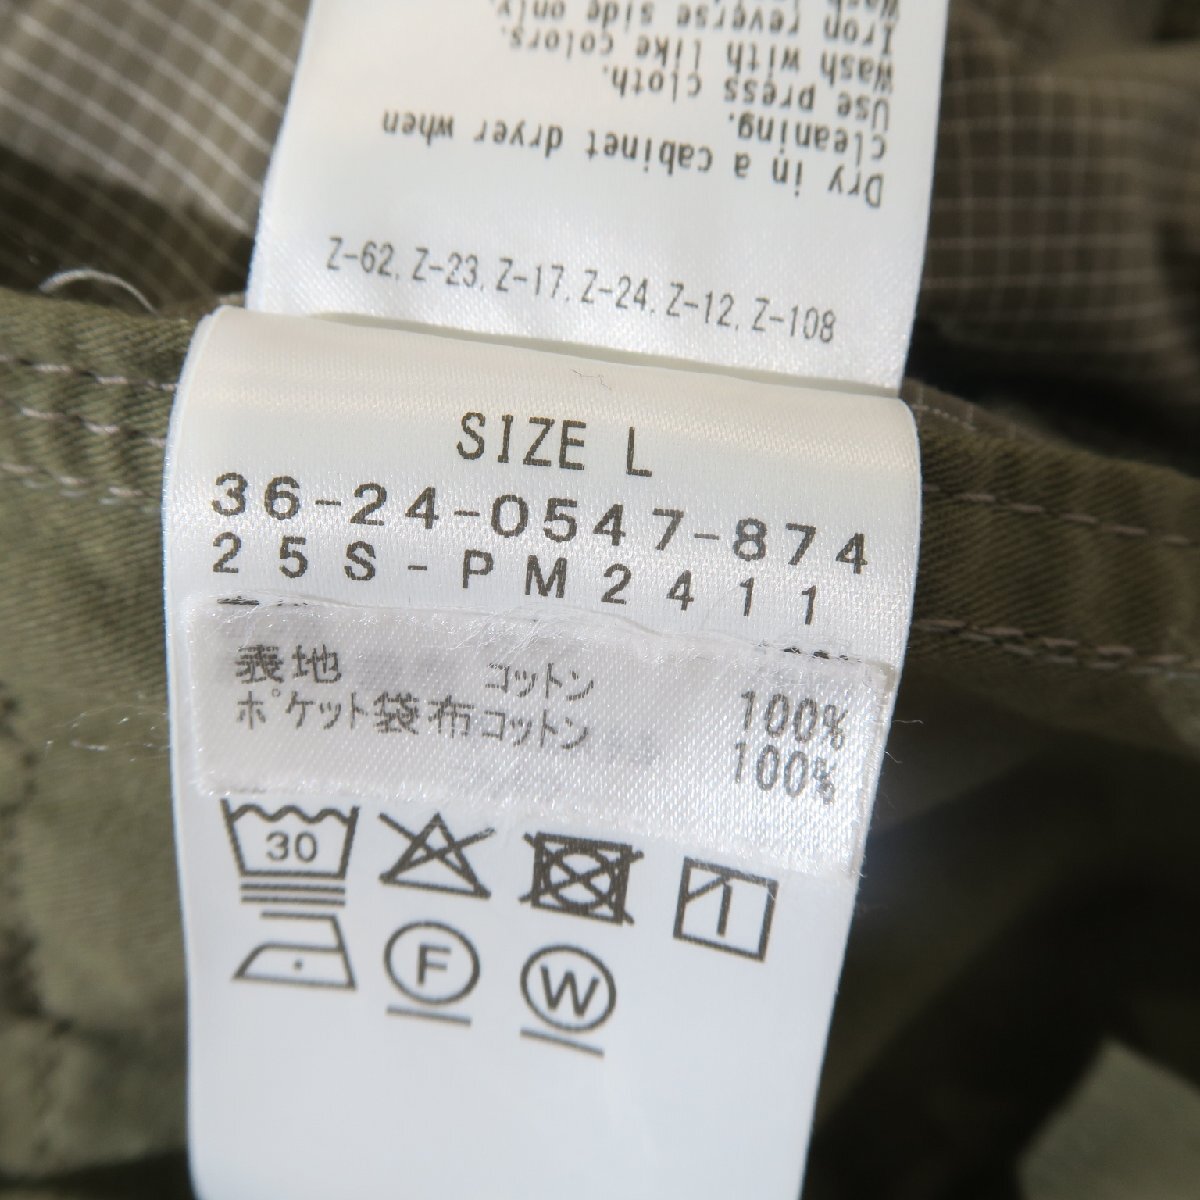 Dry in a cabinet dryer when
cleaning.
Use press cloth.
Wash with like colors.
Iron reverse side only.
Z-62, Z-23, Z-17, Z-24, Z-12, Z-108
SIZE L
36-24-0547-874
25S-PM2411
表地 コットン 100%
ポケット袋布コットン 100%
30
F
W